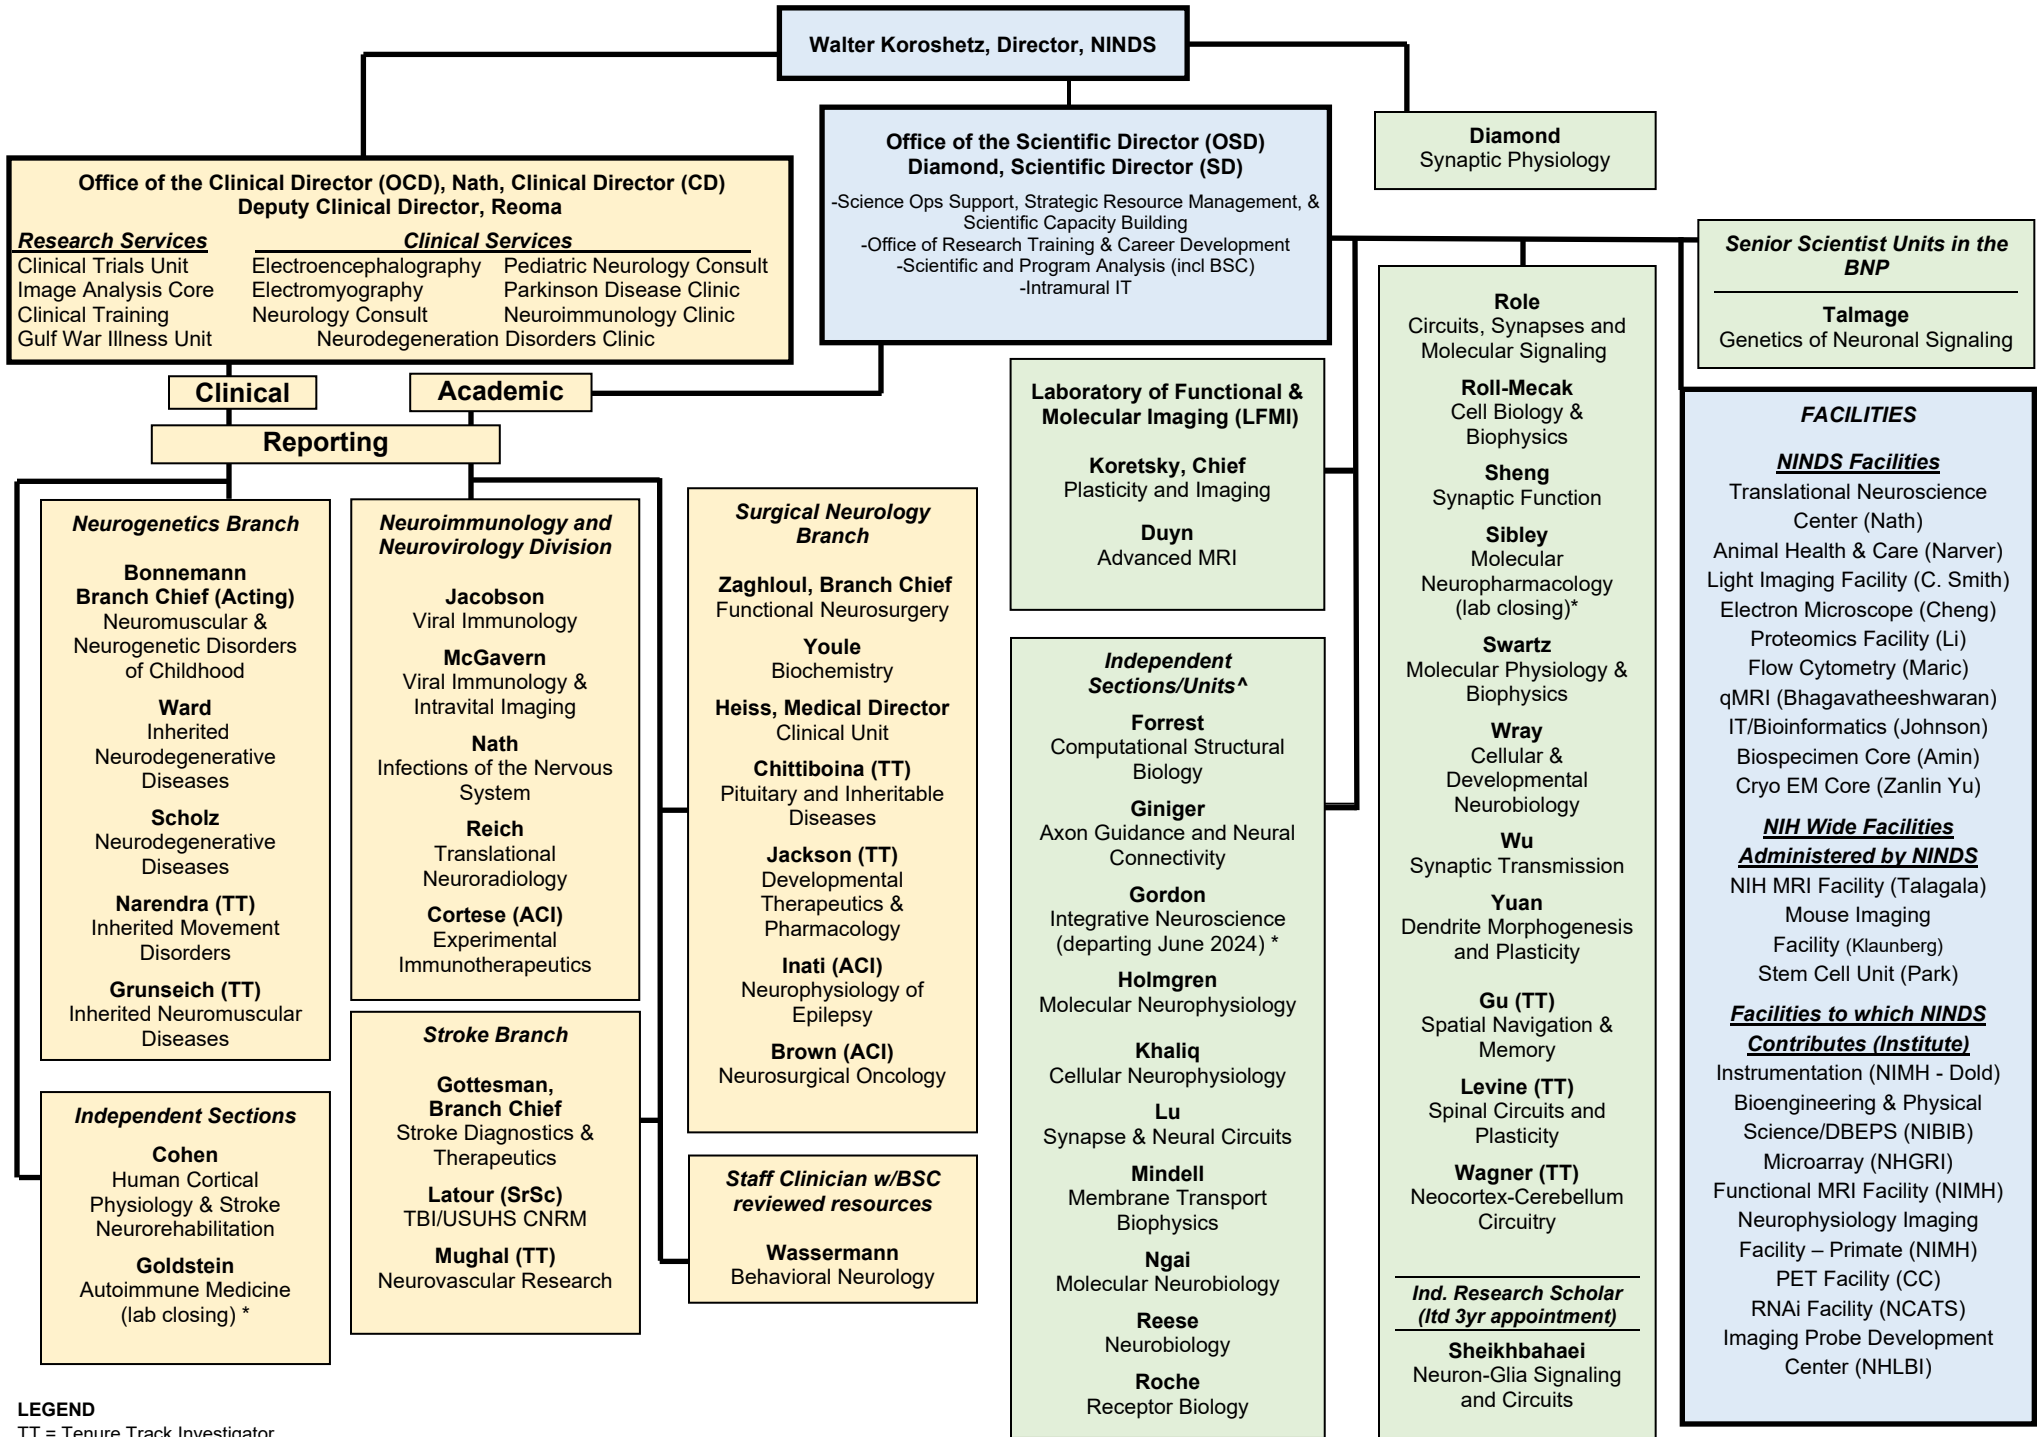 Walter Koroshetz, Director, NINDS
Office of the Scientific Director (OSD)
Diamond, Scientific Director (SD)
-Science Ops Support, Strategic Resource Management, &
Scientific Capacity Building
-Office of Research Training & Career Development
-Scientific and Program Analysis (incl BSC)
-Intramural IT
Diamond
Synaptic Physiology
Office of the Clinical Director (OCD), Nath, Clinical Director (CD)
Deputy Clinical Director, Reoma
Research Services
Clinical Trials Unit
Image Analysis Core
Clinical Training
Gulf War Illness Unit
Clinical Services
Electroencephalography Pediatric Neurology Consult
Electromyography Parkinson Disease Clinic
Neurology Consult Neuroimmunology Clinic
Neurodegeneration Disorders Clinic
Clinical
Academic
Reporting
Neurogenetics Branch
Bonnemann
Branch Chief (Acting)
Neuromuscular &
Neurogenetic Disorders
of Childhood
Ward
Inherited
Neurodegenerative
Diseases
Scholz
Neurodegenerative
Diseases
Narendra (TT)
Inherited Movement
Disorders
Grunseich (TT)
Inherited Neuromuscular
Diseases
Independent Sections
Cohen
Human Cortical
Physiology & Stroke
Neurorehabilitation
Goldstein
Autoimmune Medicine
(lab closing) *
Neuroimmunology and
Neurovirology Division
Jacobson
Viral Immunology
McGavern
Viral Immunology &
Intravital Imaging
Nath
Infections of the Nervous
System
Reich
Translational
Neuroradiology
Cortese (ACI)
Experimental
Immunotherapeutics
Stroke Branch
Gottesman,
Branch Chief
Stroke Diagnostics &
Therapeutics
Latour (SrSc)
TBI/USUHS CNRM
Mughal (TT)
Neurovascular Research
Surgical Neurology
Branch
Zaghloul, Branch Chief
Functional Neurosurgery
Youle
Biochemistry
Heiss, Medical Director
Clinical Unit
Chittiboina (TT)
Pituitary and Inheritable
Diseases
Jackson (TT)
Developmental
Therapeutics &
Pharmacology
Inati (ACI)
Neurophysiology of
Epilepsy
Brown (ACI)
Neurosurgical Oncology
Staff Clinician w/BSC
reviewed resources
Wassermann
Behavioral Neurology
Laboratory of Functional &
Molecular Imaging (LFMI)
Koretsky, Chief
Plasticity and Imaging
Duyn
Advanced MRI
Independent
Sections/Units^
Forrest
Computational Structural
Biology
Giniger
Axon Guidance and Neural
Connectivity
Gordon
Integrative Neuroscience
(departing June 2024) *
Holmgren
Molecular Neurophysiology
Khaliq
Cellular Neurophysiology
Lu
Synapse & Neural Circuits
Mindell
Membrane Transport
Biophysics
Ngai
Molecular Neurobiology
Reese
Neurobiology
Roche
Receptor Biology
Role
Circuits, Synapses and
Molecular Signaling
Roll-Mecak
Cell Biology &
Biophysics
Sheng
Synaptic Function
Sibley
Molecular
Neuropharmacology
(lab closing)*
Swartz
Molecular Physiology &
Biophysics
Wray
Cellular &
Developmental
Neurobiology
Wu
Synaptic Transmission
Yuan
Dendrite Morphogenesis
and Plasticity
Gu (TT)
Spatial Navigation &
Memory
Levine (TT)
Spinal Circuits and
Plasticity
Wagner (TT)
Neocortex-Cerebellum
Circuitry
Ind. Research Scholar
(ltd 3yr appointment)
Sheikhbahaei
Neuron-Glia Signaling
and Circuits
Senior Scientist Units in the
BNP
Talmage
Genetics of Neuronal Signaling
FACILITIES
NINDS Facilities
Translational Neuroscience
Center (Nath)
Animal Health & Care (Narver)
Light Imaging Facility (C. Smith)
Electron Microscope (Cheng)
Proteomics Facility (Li)
Flow Cytometry (Maric)
qMRI (Bhagavatheeshwaran)
IT/Bioinformatics (Johnson)
Biospecimen Core (Amin)
Cryo EM Core (Zanlin Yu)
NIH Wide Facilities
Administered by NINDS
NIH MRI Facility (Talagala)
Mouse Imaging
Facility (Klaunberg)
Stem Cell Unit (Park)
Facilities to which NINDS
Contributes (Institute)
Instrumentation (NIMH - Dold)
Bioengineering & Physical
Science/DBEPS (NIBIB)
Microarray (NHGRI)
Functional MRI Facility (NIMH)
Neurophysiology Imaging
Facility – Primate (NIMH)
PET Facility (CC)
RNAi Facility (NCATS)
Imaging Probe Development
Center (NHLBI)
LEGEND
TT = Tenure Track Investigator